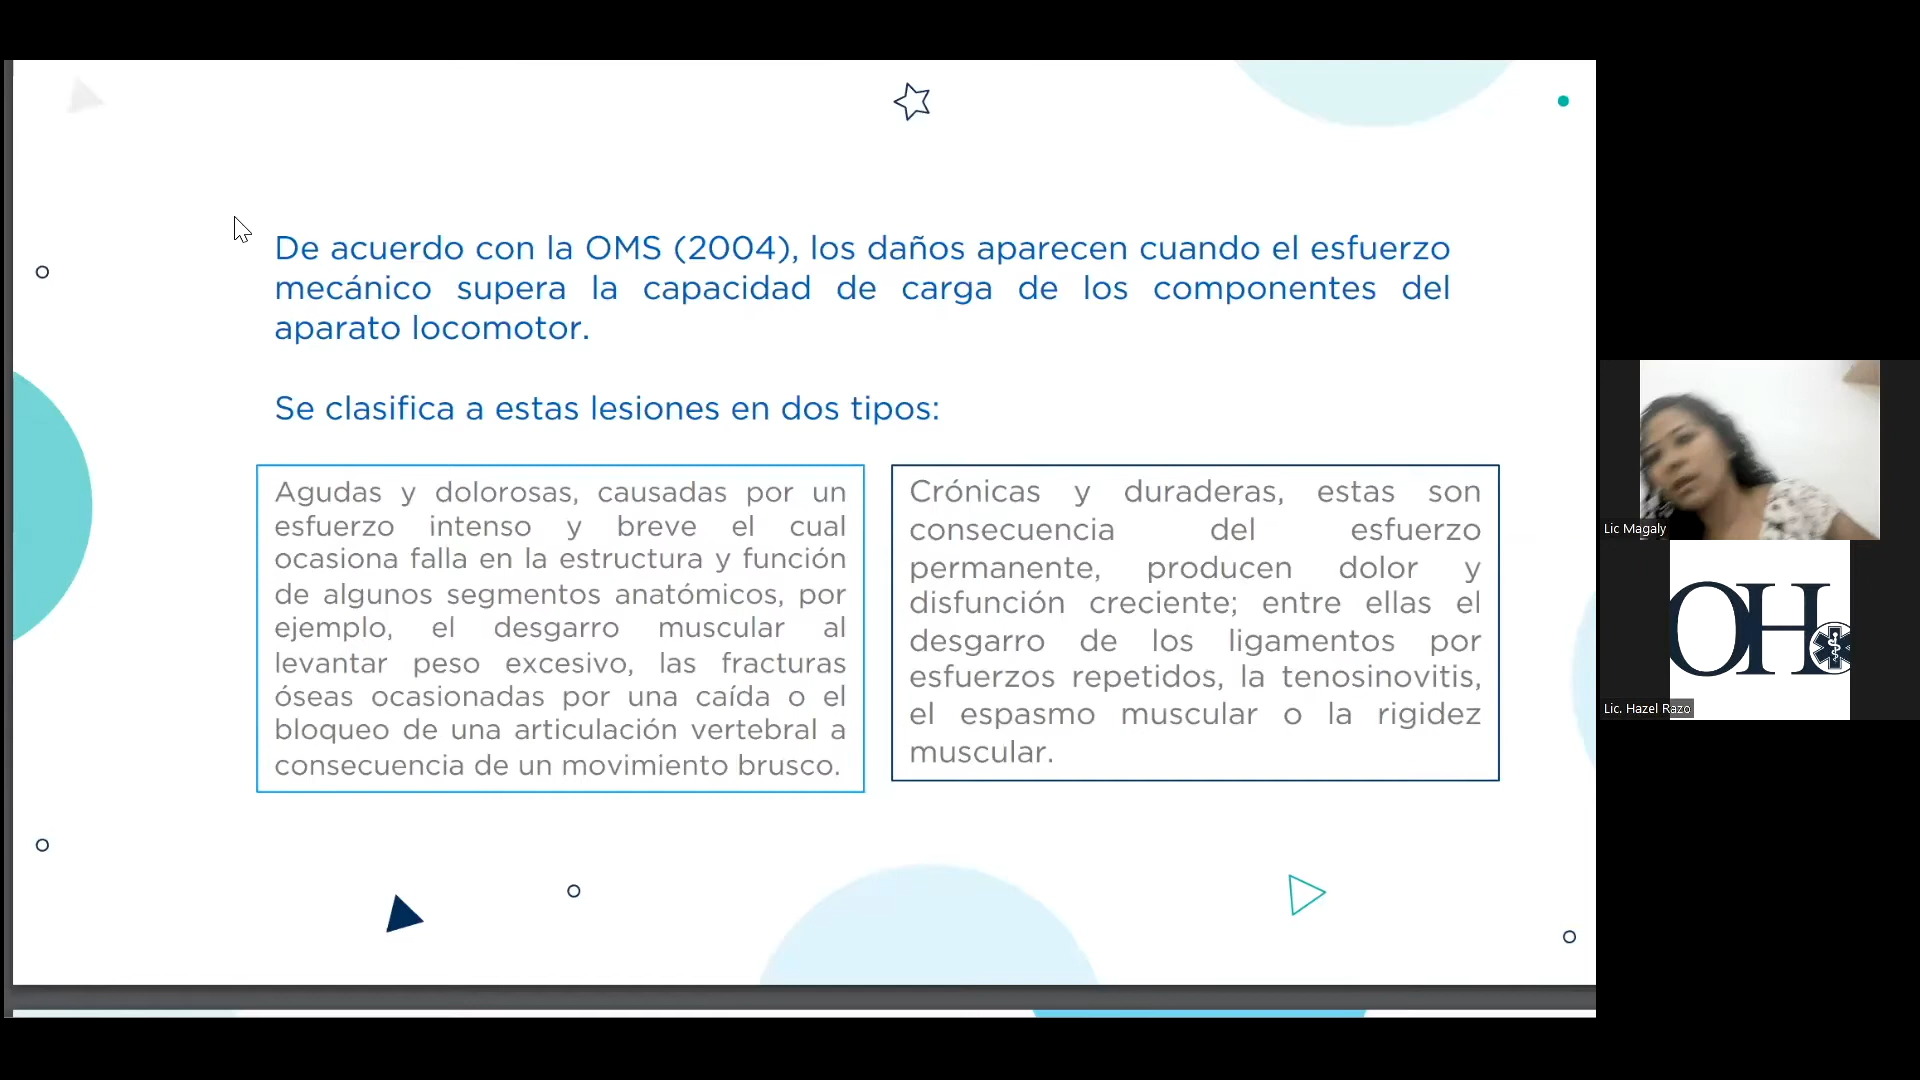 De acuerdo con la OMS (2004), los daños aparecen cuando el esfuerzo
mecánico supera la capacidad de carga de los componentes del
aparato locomotor.
Se clasifica a estas lesiones en dos tipos:
Agudas y dolorosas, causadas por un
esfuerzo intenso y breve el cual
ocasiona falla en la estructura y función
de algunos segmentos anatómicos, por
ejemplo, el desgarro muscular al
levantar peso excesivo, las fracturas
óseas ocasionadas por una caída o el
bloqueo de una articulación vertebral a
consecuencia de un movimiento brusco.
Crónicas y duraderas, estas son
consecuencia del esfuerzo
permanente, producen dolor y
disfunción creciente; entre ellas el
desgarro de los ligamentos por
esfuerzos repetidos, la tenosinovitis,
el espasmo muscular o la rigidez
muscular.
Lic Magaly
OH
Lic. Hazel Razo